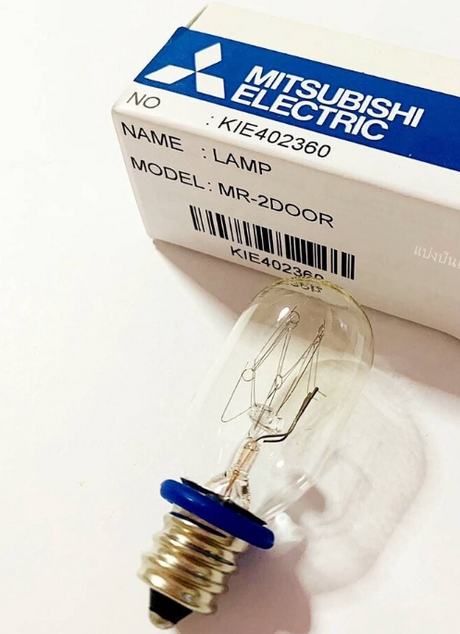 MITSUBISHI
ELECTRIC
NO : KIE402360
NAME : LAMP
MODEL : MR-2DOOR
KIE402360